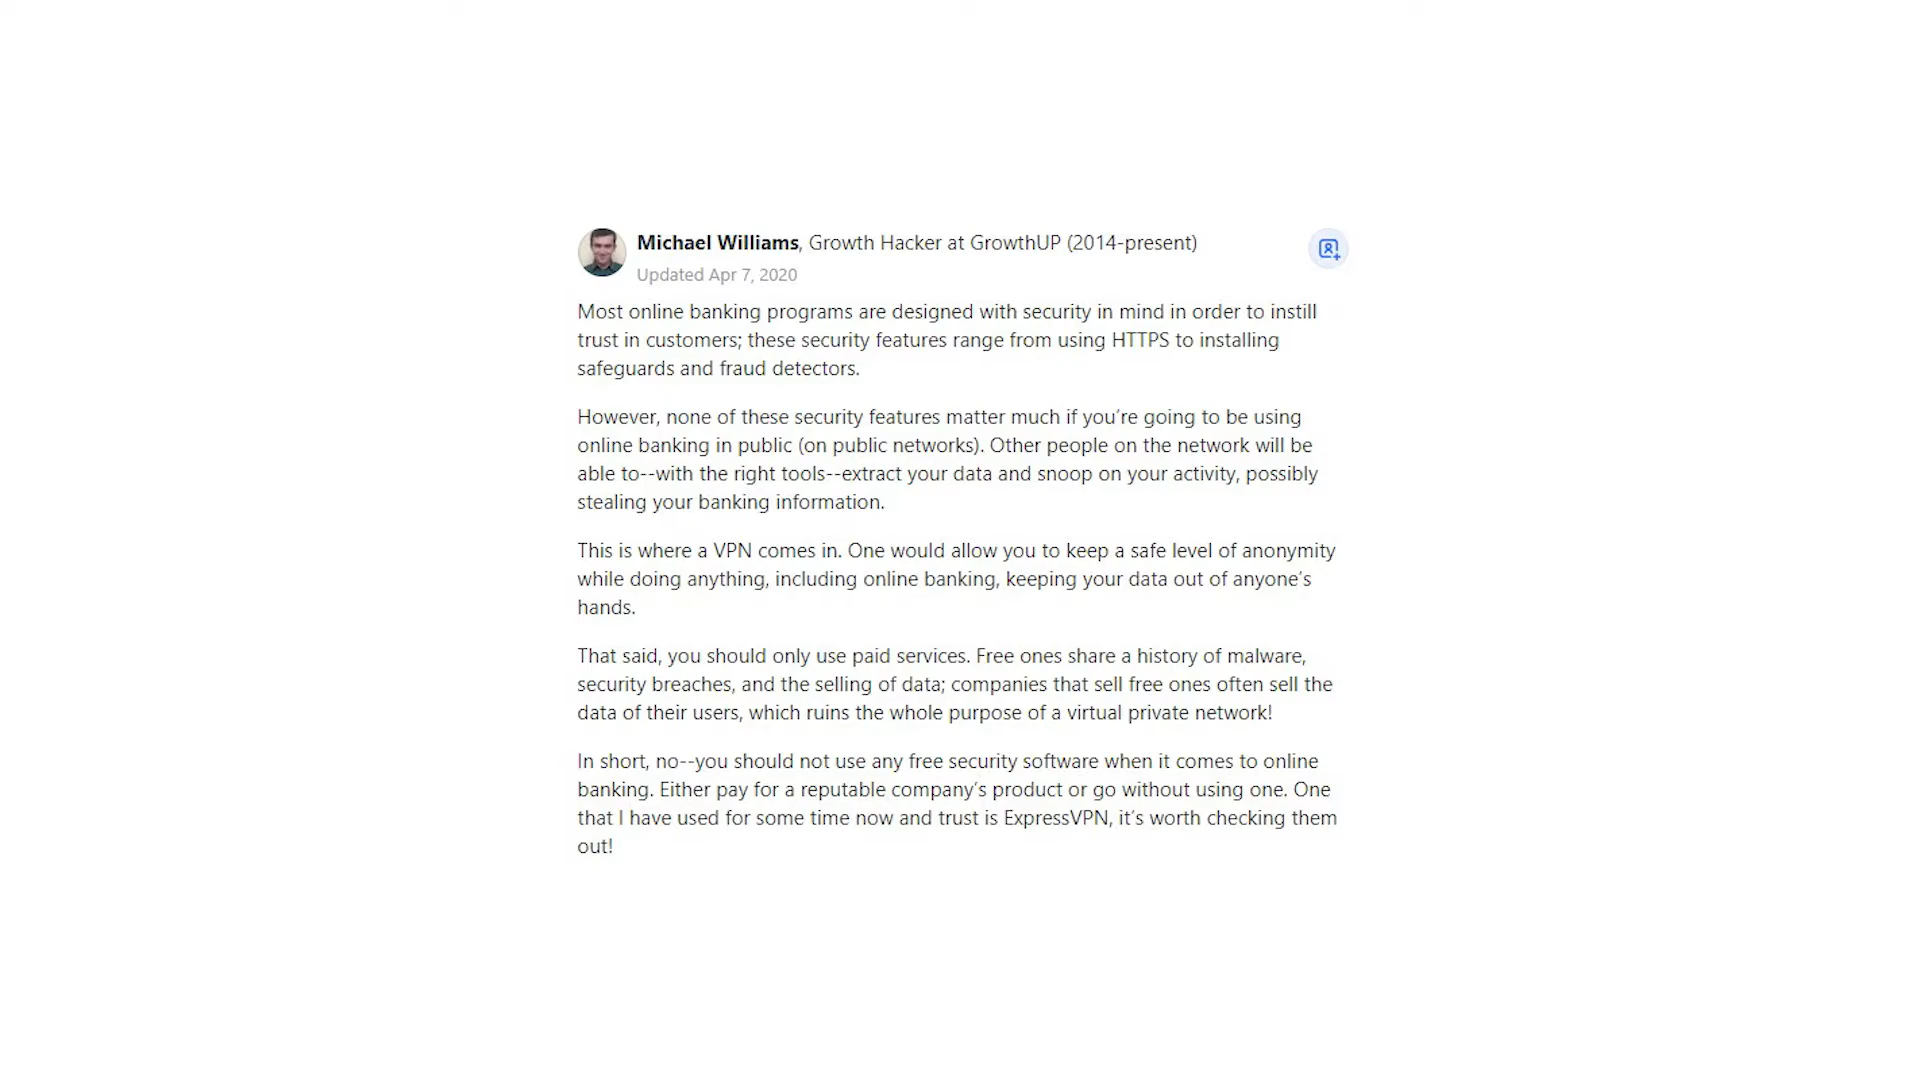 Michael Williams, Growth Hacker at GrowthUP (2014-present)
Updated Apr 7, 2020
Most online banking programs are designed with security in mind in order to instill
trust in customers; these security features range from using HTTPS to installing
safeguards and fraud detectors.
However, none of these security features matter much if you're going to be using
online banking in public (on public networks). Other people on the network will be
able to--with the right tools--extract your data and snoop on your activity, possibly
stealing your banking information.
This is where a VPN comes in. One would allow you to keep a safe level of anonymity
while doing anything, including online banking, keeping your data out of anyone's
hands.
That said, you should only use paid services. Free ones share a history of malware,
security breaches, and the selling of data; companies that sell free ones often sell the
data of their users, which ruins the whole purpose of a virtual private network!
In short, no--you should not use any free security software when it comes to online
banking. Either pay for a reputable company's product or go without using one. One
that I have used for some time now and trust is ExpressVPN, it's worth checking them
out!